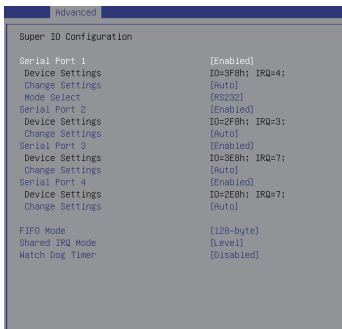 Advanced
Super IO Configuration
Serial Port 1 [Enabled]
Device Settings IO=3F8h; IRQ=4;
Change Settings [Auto]
Mode Select [RS232]
Serial Port 2 [Enabled]
Device Settings IO=2F8h; IRQ=3;
Change Settings [Auto]
Serial Port 3 [Enabled]
Device Settings IO=3E8h; IRQ=7;
Change Settings [Auto]
Serial Port 4 [Enabled]
Device Settings IO=2E8h; IRQ=7;
Change Settings [Auto]
FIFO Mode [128-byte]
Shared IRQ Mode [Level]
Watch Dog Timer [Disabled]